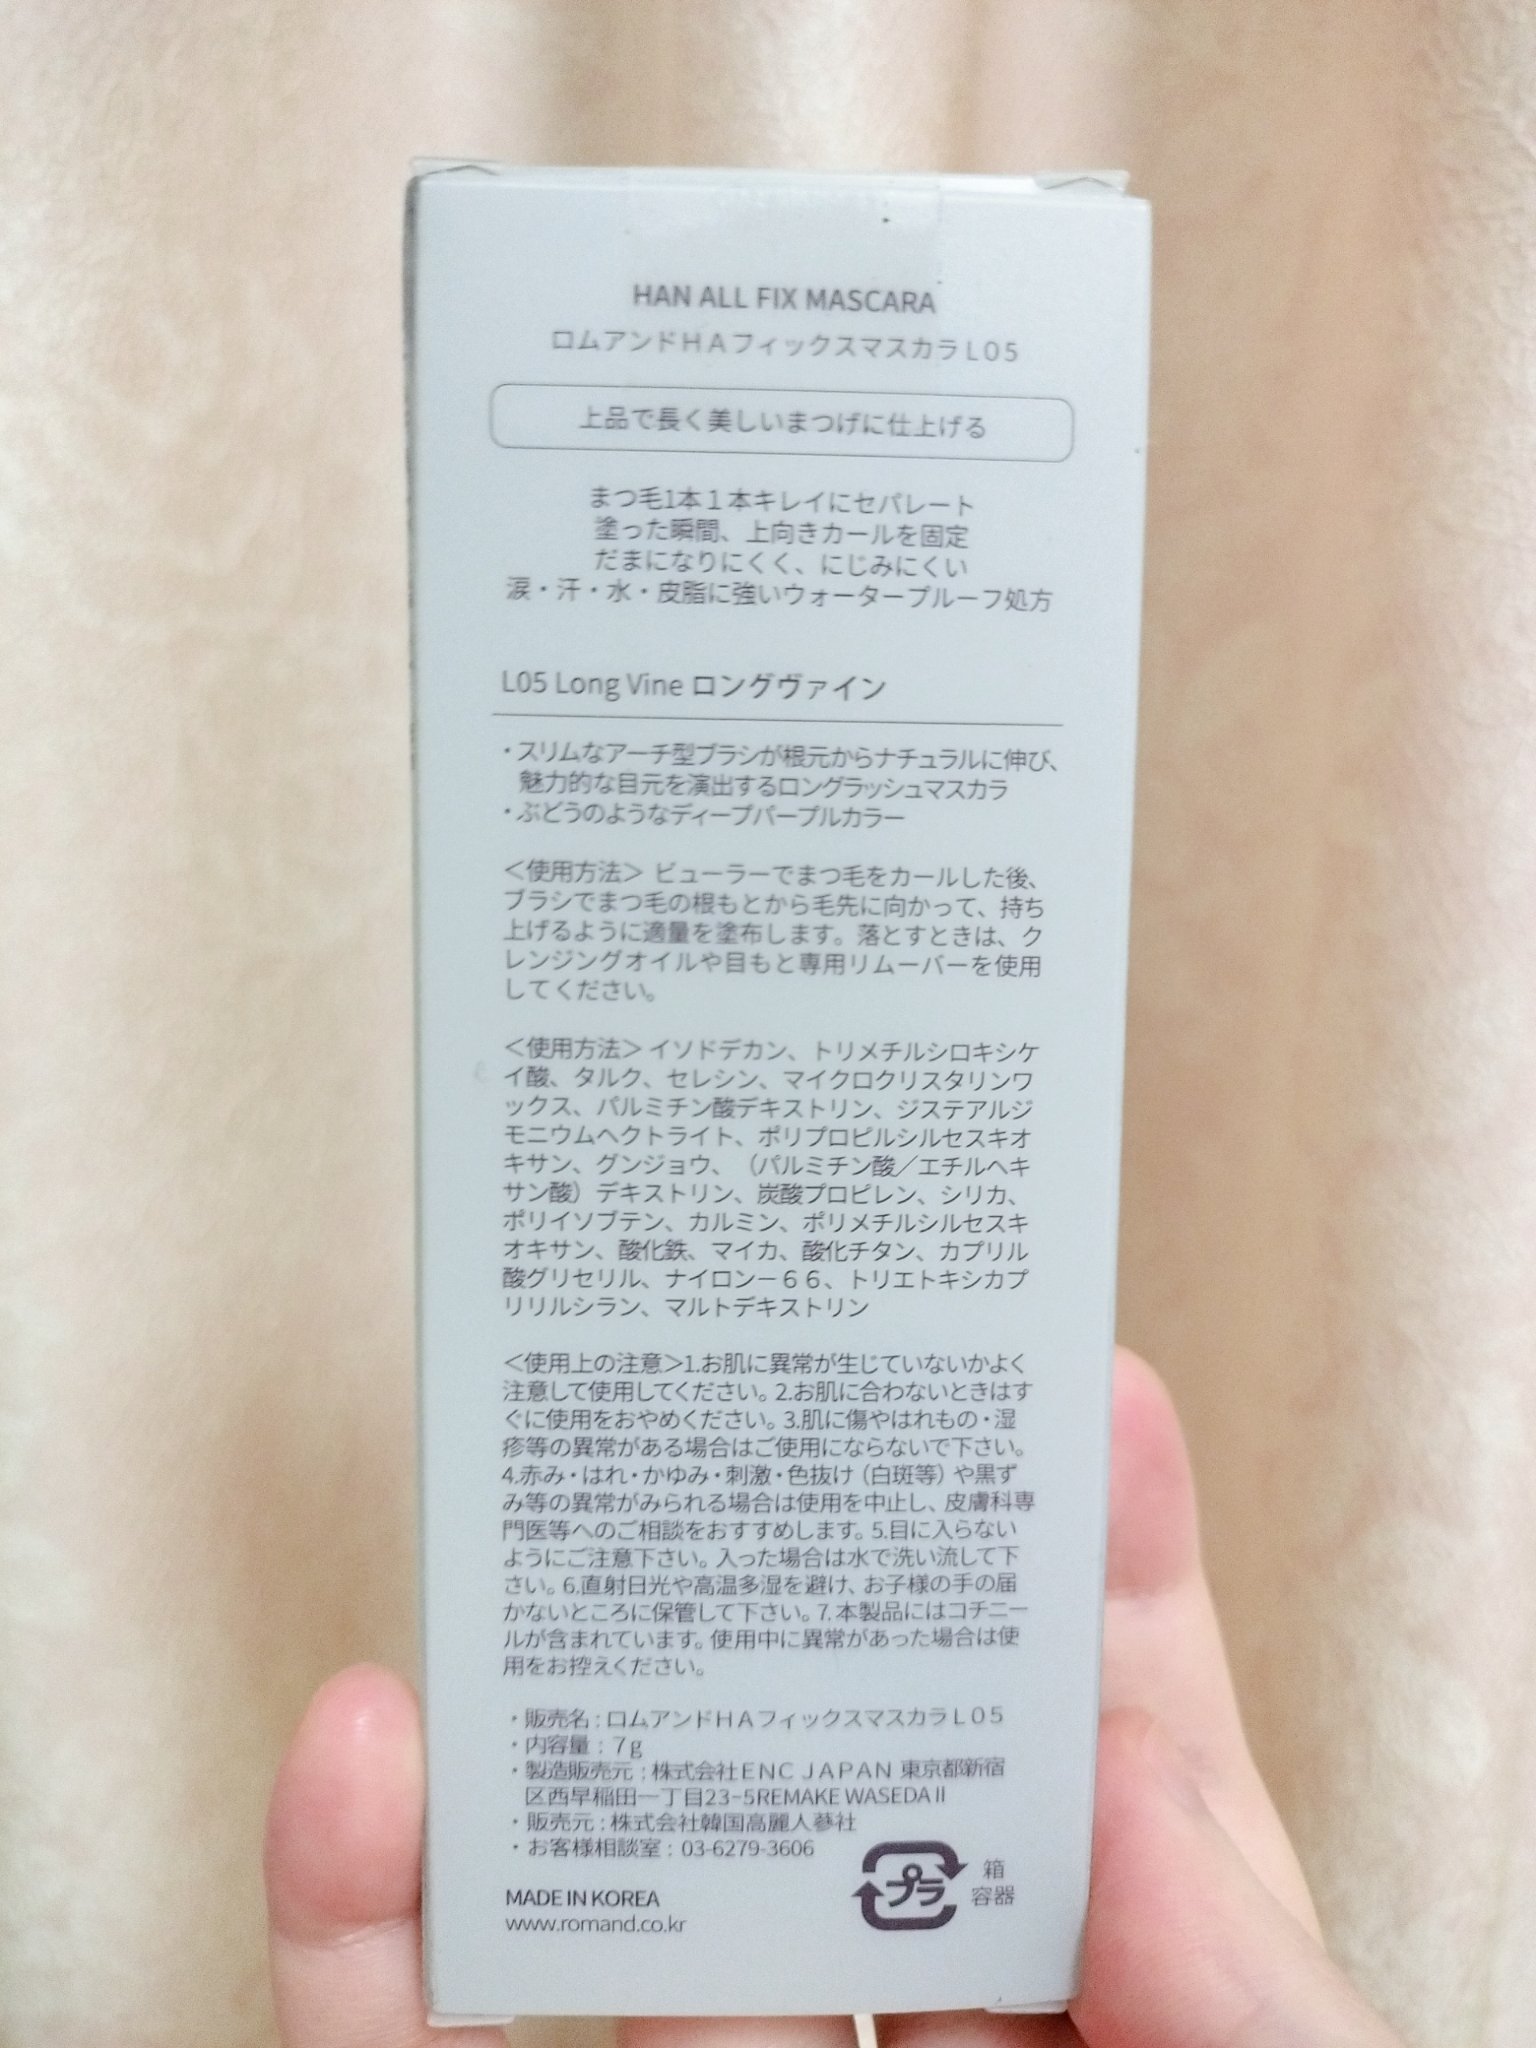 HAN ALL FIX MASCARA
ロムアンドＨＡフィックスマスカラＬ０５
上品で長く美しいまつげに仕上げる
まつ毛1本１本キレイにセパレート
塗った瞬間、上向きカールを固定
だまになりにくく、にじみにくい
涙・汗・水・皮脂に強いウォータープルーフ処方
L05 Long Vine ロングヴァイン
・スリムなアーチ型ブラシが根元からナチュラルに伸び、
魅力的な目元を演出するロングラッシュマスカラ
・ぶどうのようなディープパープルカラー
＜使用方法＞ ビューラーでまつ毛をカールした後、
ブラシでまつ毛の根もとから毛先に向かって、持ち
上げるように適量を塗布します。落とすときは、ク
レンジングオイルや目もと専用リムーバーを使用
してください。
＜使用方法＞イソドデカン、トリメチルシロキシケ
イ酸、タルク、セレシン、マイクロクリスタリンワ
ックス、パルミチン酸デキストリン、ジステアルジ
モニウムヘクトライト、ポリプロピルシルセスキオ
キサン、グンジョウ、（パルミチン酸／エチルヘキ
サン酸）デキストリン、炭酸プロピレン、シリカ、
ポリイソブテン、カルミン、ポリメチルシルセスキ
オキサン、酸化鉄、マイカ、酸化チタン、カプリル
酸グリセリル、ナイロン－６６、トリエトキシカプ
リリルシラン、マルトデキストリン
＜使用上の注意＞1.お肌に異常が生じていないかよく
注意して使用してください。2.お肌に合わないときはす
ぐに使用をおやめください。3.肌に傷やはれもの・湿
疹等の異常がある場合はご使用にならないで下さい。
4.赤み・はれ・かゆみ・刺激・色抜け（白斑等）や黒ず
み等の異常がみられる場合は使用を中止し、皮膚科専
門医等へのご相談をおすすめします。5.目に入らない
ようにご注意下さい。入った場合は水で洗い流して下
さい。6.直射日光や高温多湿を避け、お子様の手の届
かないところに保管して下さい。7.本製品にはコチニー
ルが含まれています。使用中に異常があった場合は使
用をお控えください。
・販売名：ロムアンドＨＡフィックスマスカラＬ０５
・内容量：７g
・製造販売元：株式会社ＥＮＣ ＪＡＰＡＮ 東京都新宿
区西早稲田一丁目23−5REMAKE WASEDAⅡ
・販売元：株式会社韓国高麗人蔘社
・お客様相談室：03-6279-3606
MADE IN KOREA
www.romand.co.kr
プラ
箱
容器